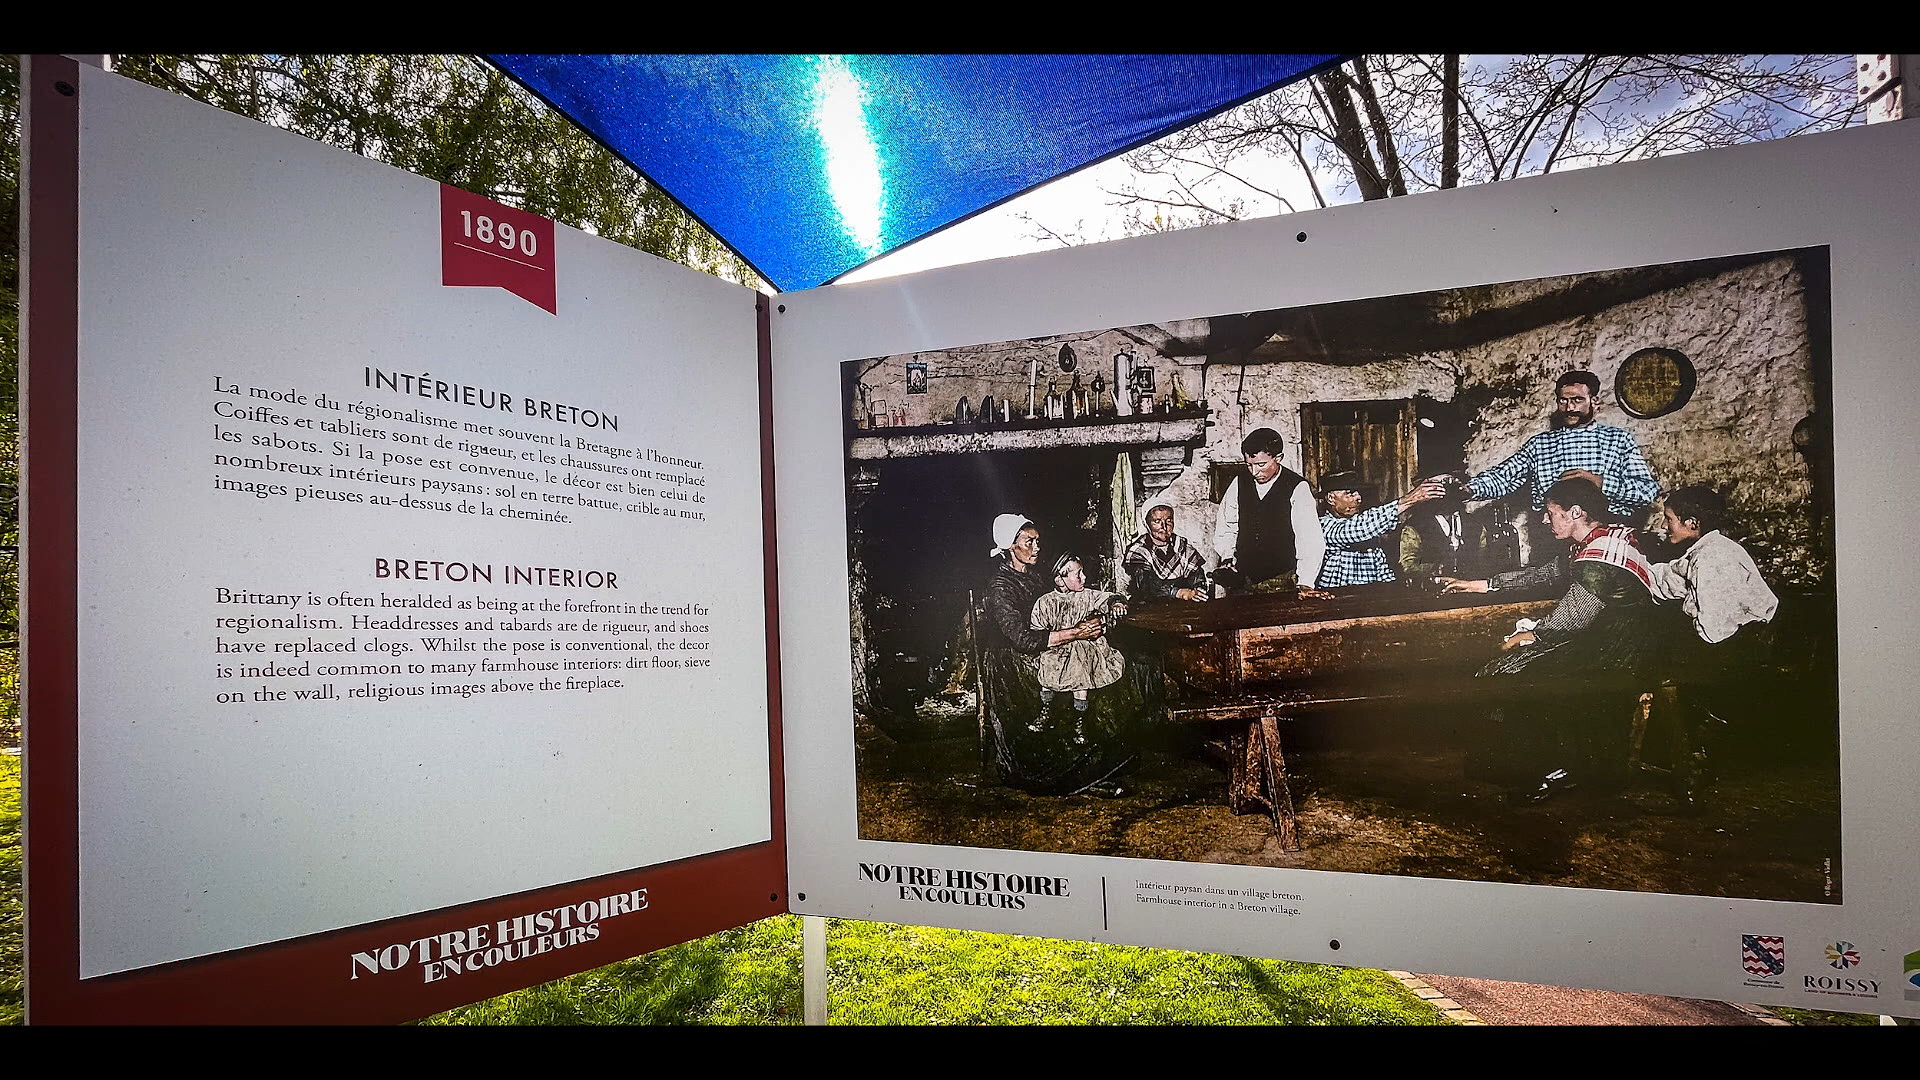 1890
INTÉRIEUR BRETON
La mode du régionalisme met souvent la Bretagne à l'honneur.
Coiffes et tabliers sont de rigueur, et les chaussures ont remplacé
les sabots. Si la pose est convenue, le décor est bien celui de
nombreux intérieurs paysans : sol en terre battue, crible au mur,
images pieuses au-dessus de la cheminée.
BRETON INTERIOR
Brittany is often heralded as being at the forefront in the trend for
regionalism. Headdresses and tabards are de rigueur, and shoes
have replaced clogs. Whilst the pose is conventional, the decor
is indeed common to many farmhouse interiors: dirt floor, sieve
on the wall, religious images above the fireplace.
NOTRE HISTOIRE
EN COULEURS
NOTRE HISTOIRE
EN COULEURS
Intérieur paysan dans un village breton.
Farmhouse interior in a Breton village.
© Roger-Viollet
ROISSY